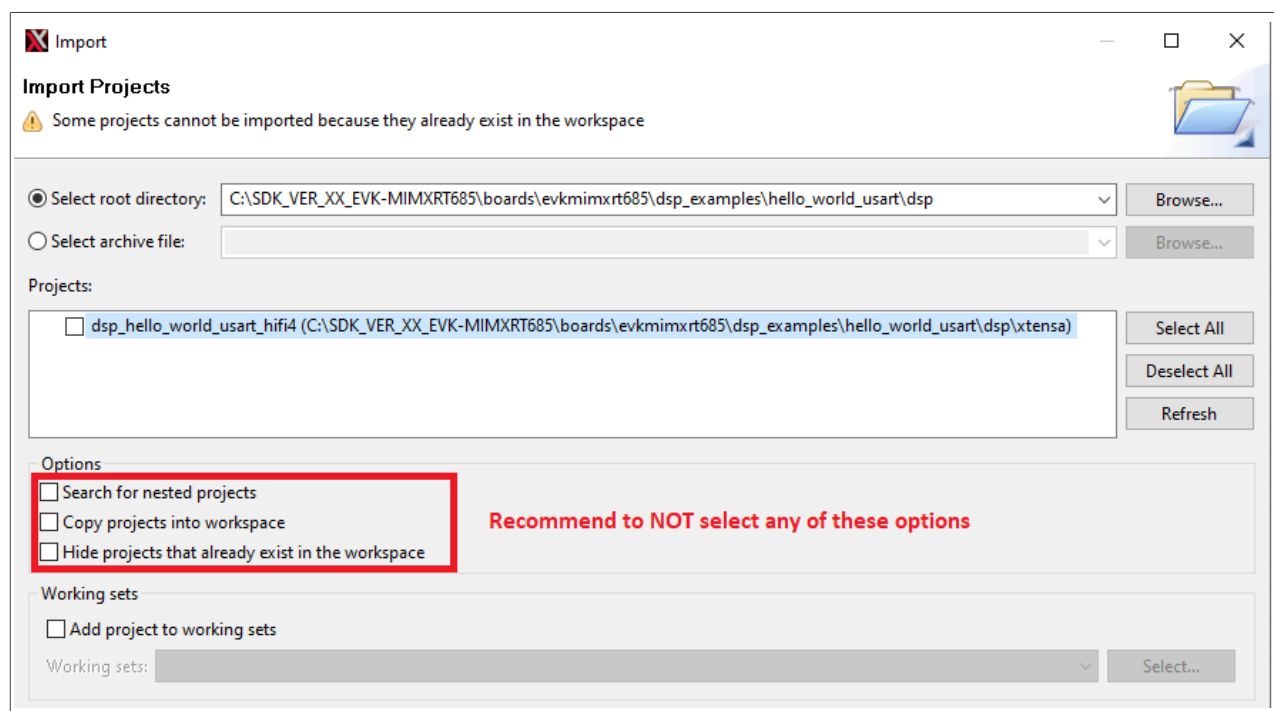 Import
Import Projects
Some projects cannot be imported because they already exist in the workspace
Select root directory: C:\SDK_VER_XX_EVK-MIMXRT685\boards\evkmimxrt685\dsp_examples\hello_world_usart\dsp Browse...
Select archive file: Browse...
Projects:
dsp_hello_world_usart_hifi4 (C:\SDK_VER_XX_EVK-MIMXRT685\boards\evkmimxrt685\dsp_examples\hello_world_usart\dsp\xtensa) Select All
Deselect All
Refresh
Options
Search for nested projects
Copy projects into workspace Recommend to NOT select any of these options
Hide projects that already exist in the workspace
Working sets
Add project to working sets
Working sets: Select...